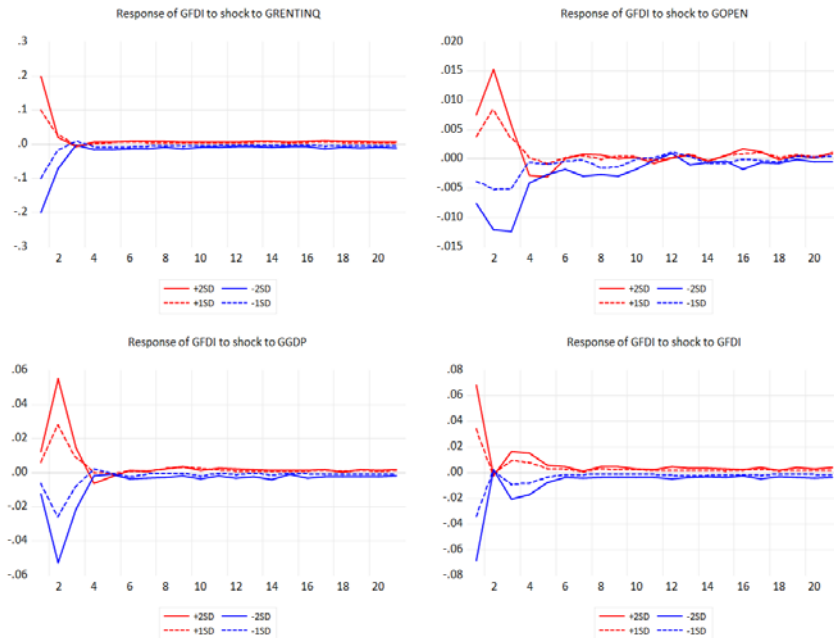 Response of GFDI to shock to GRENTINQ
.3
.2
.1
.0
-.1
-.2
-.3
2 4 6 8 10 12 14 16 18 20
+2SD -2SD
+1SD -1SD
Response of GFDI to shock to GOPEN
.020
.015
.010
.005
.000
-.005
-.010
-.015
2 4 6 8 10 12 14 16 18 20
+2SD -2SD
+1SD -1SD
Response of GFDI to shock to GGDP
.06
.04
.02
.00
-.02
-.04
-.06
2 4 6 8 10 12 14 16 18 20
+2SD -2SD
+1SD -1SD
Response of GFDI to shock to GFDI
.08
.06
.04
.02
.00
-.02
-.04
-.06
-.08
2 4 6 8 10 12 14 16 18 20
+2SD -2SD
+1SD -1SD